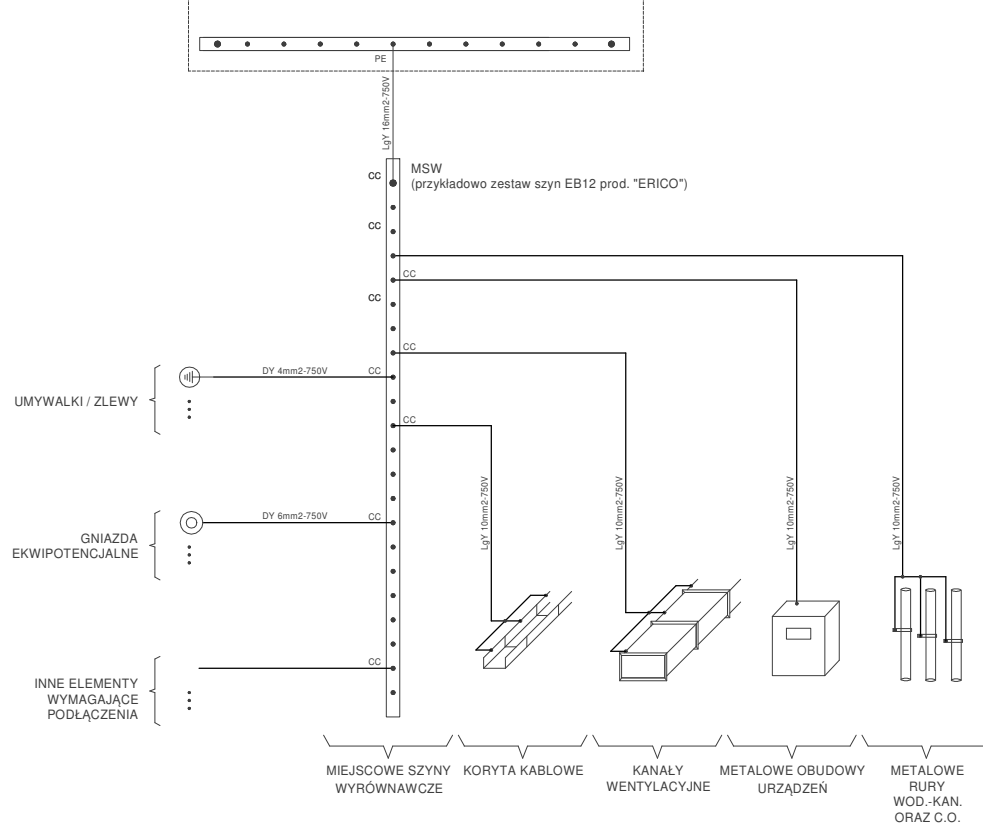 PE
LgY 16mm2-750V
MSW
(przykładowo zestaw szyn EB12 prod. "ERICO")
CC
CC
CC
CC
CC
DY 4mm2-750V
CC
UMYWALKI / ZLEWY
CC
LgY 10mm2-750V
LgY 10mm2-750V
LgY 10mm2-750V
LgY 10mm2-750V
DY 6mm2-750V
CC
GNIAZDA
EKWIPOTENCJALNE
CC
INNE ELEMENTY
WYMAGAJĄCE
PODŁĄCZENIA
MIEJSCOWE SZYNY
WYRÓWNAWCZE
KORYTA KABLOWE
KANAŁY
WENTYLACYJNE
METALOWE OBUDOWY
URZĄDZEŃ
METALOWE
RURY
WOD.-KAN.
ORAZ C.O.